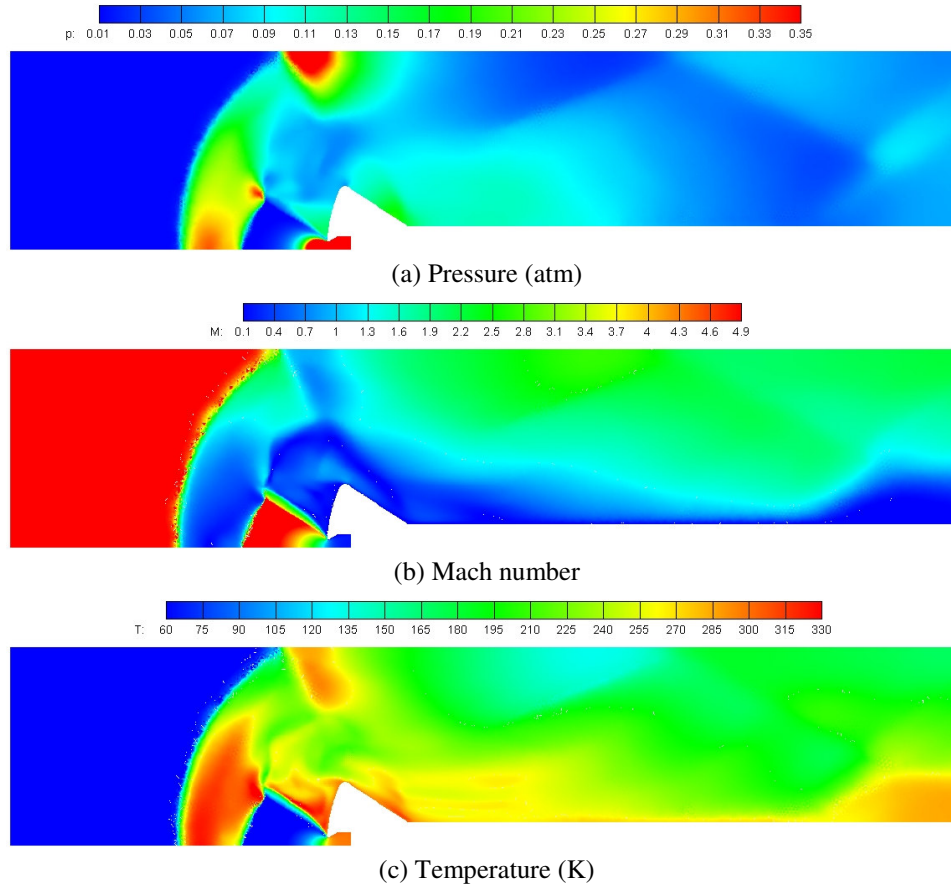 p: 0.01 0.03 0.05 0.07 0.09 0.11 0.13 0.15 0.17 0.19 0.21 0.23 0.25 0.27 0.29 0.31 0.33 0.35
(a) Pressure (atm)
M: 0.1 0.4 0.7 1 1.3 1.6 1.9 2.2 2.5 2.8 3.1 3.4 3.7 4 4.3 4.6 4.9
(b) Mach number
T: 60 75 90 105 120 135 150 165 180 195 210 225 240 255 270 285 300 315 330
(c) Temperature (K)